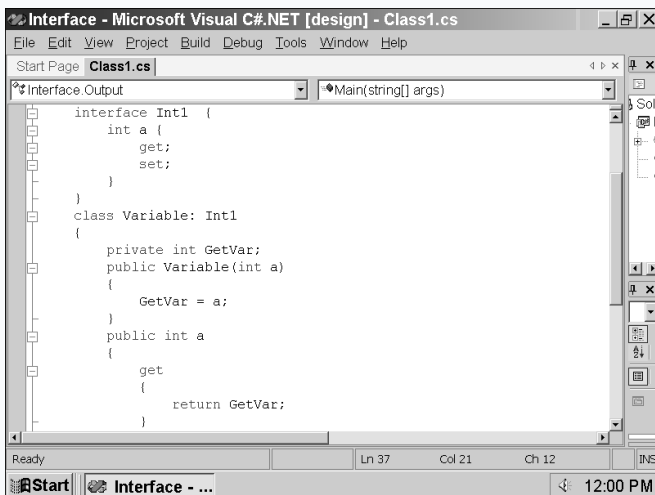 Interface - Microsoft Visual C#.NET [design] - Class1.cs
File Edit View Project Build Debug Tools Window Help
Start Page Class1.cs
Interface.Output
Main(string[] args)
interface Int1 {
int a {
get;
set;
}
}
class Variable: Int1
{
private int GetVar;
public Variable(int a)
{
GetVar = a;
}
public int a
{
get
{
return GetVar;
}
Sol
Ready Ln 37 Col 21 Ch 12 INS
Start Interface - ... 12:00 PM